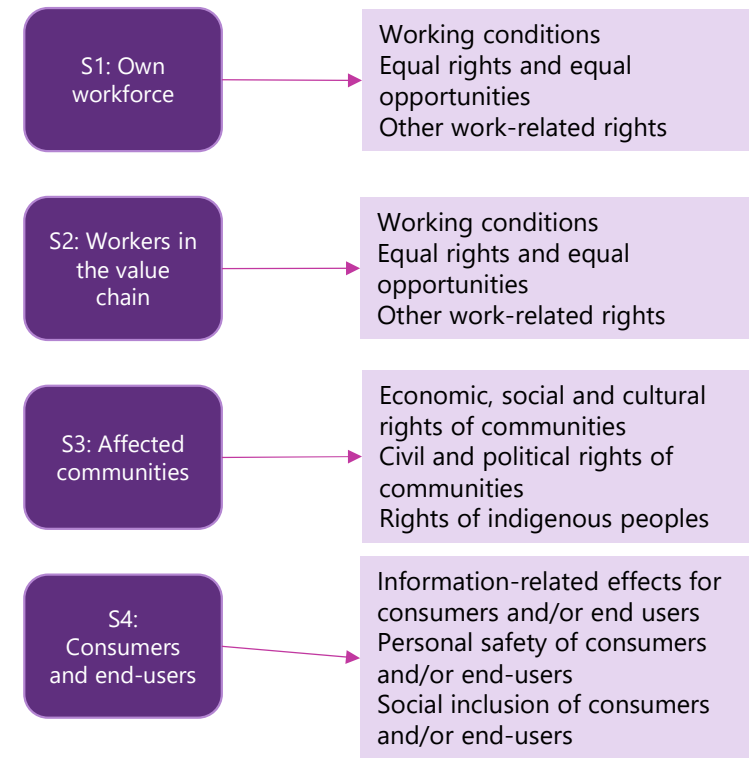 S1: Own
workforce
Working conditions
Equal rights and equal
opportunities
Other work-related rights
S2: Workers in
the value
chain
Working conditions
Equal rights and equal
opportunities
Other work-related rights
S3: Affected
communities
Economic, social and cultural
rights of communities
Civil and political rights of
communities
Rights of indigenous peoples
S4:
Consumers
and end-users
Information-related effects for
consumers and/or end users
Personal safety of consumers
and/or end-users
Social inclusion of consumers
and/or end-users